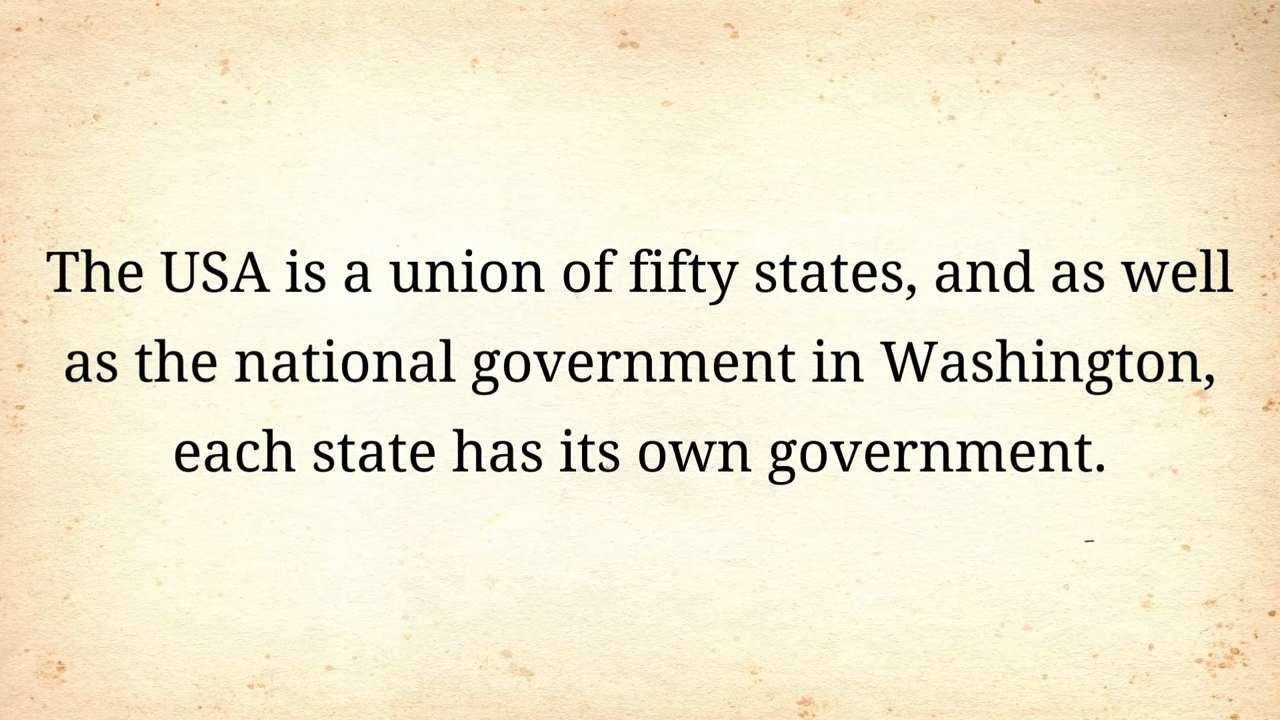 The USA is a union of fifty states, and as well
as the national government in Washington,
each state has its own government.